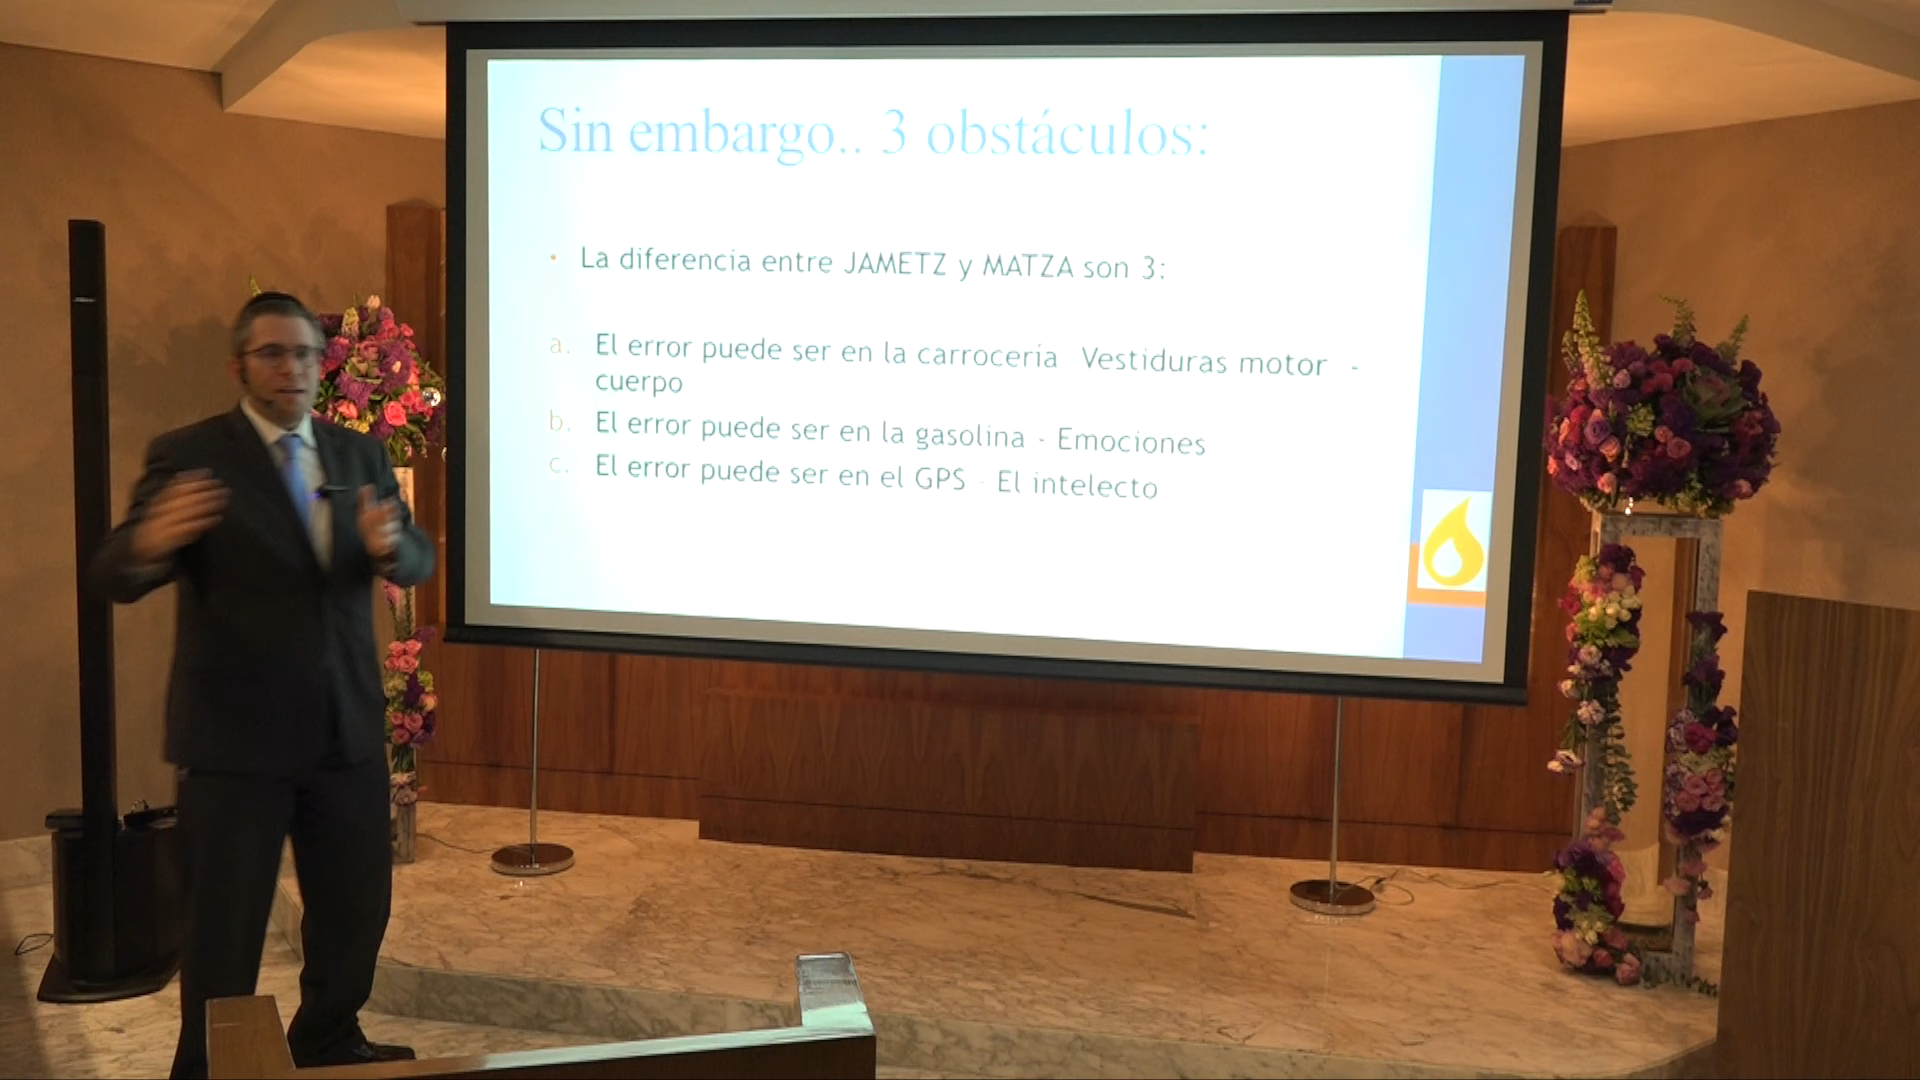 Sin embargo.. 3 obstáculos:
• La diferencia entre JAMETZ y MATZA son 3:
a. El error puede ser en la carrocería Vestiduras motor -
cuerpo
b. El error puede ser en la gasolina - Emociones
c. El error puede ser en el GPS - El intelecto